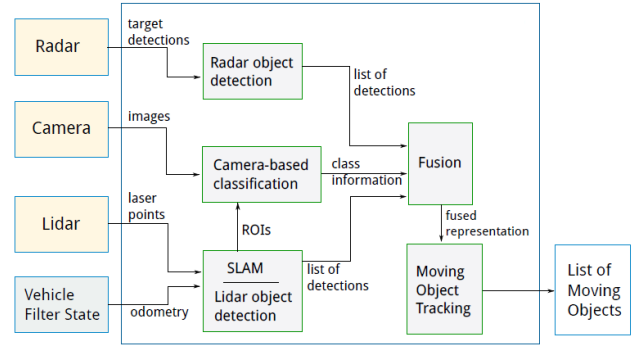 Radar
target
detections
Radar object
detection
list of
detections
Camera
images
Camera-based
classification
class
information
Fusion
Lidar
laser
points
ROIs
fused
representation
SLAM
Lidar object
detection
list of
detections
Vehicle
Filter State
odometry
Moving
Object
Tracking
List of
Moving
Objects